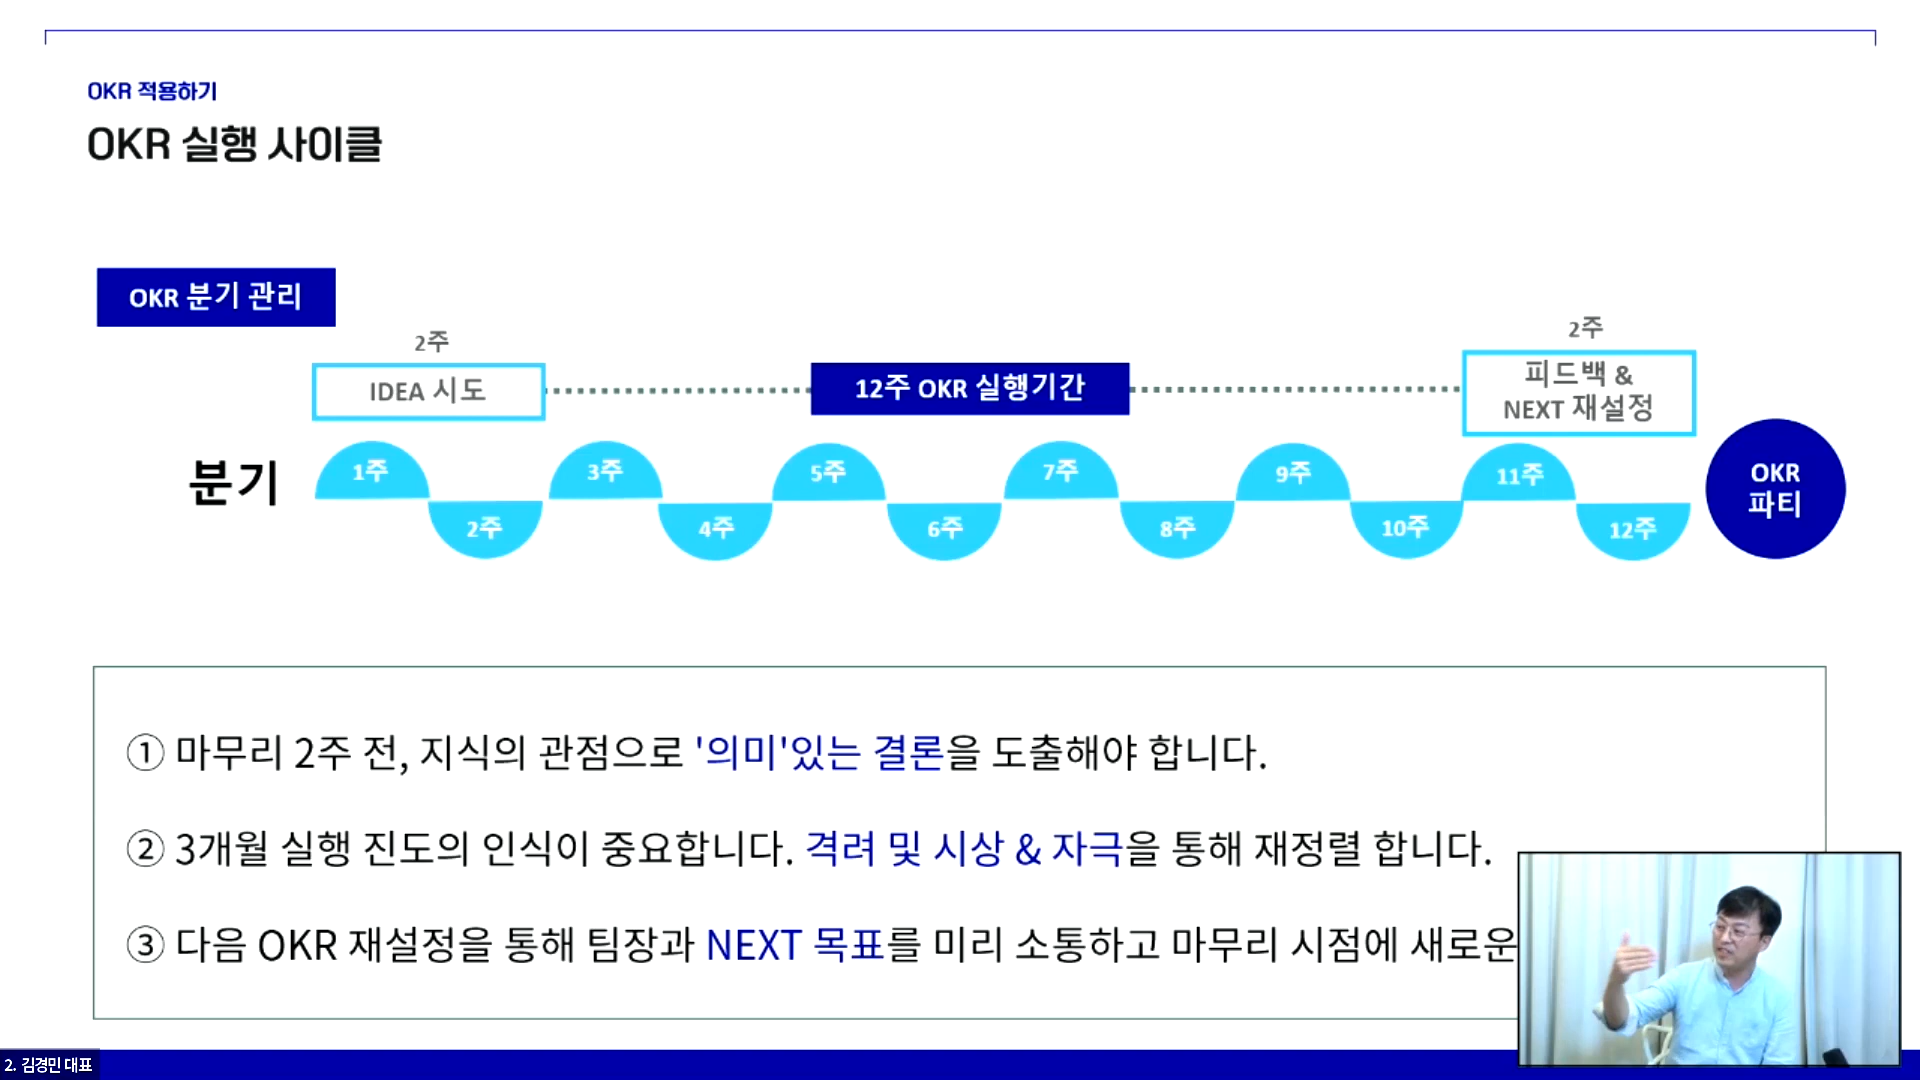 OKR 적용하기
OKR 실행 사이클
OKR 분기 관리
2주
IDEA 시도
12주 OKR 실행기간
2주
피드백 &
NEXT 재설정
분기
1주
2주
3주
4주
5주
6주
7주
8주
9주
10주
11주
12주
OKR
파티
① 마무리 2주 전, 지식의 관점으로 '의미'있는 결론을 도출해야 합니다.
② 3개월 실행 진도의 인식이 중요합니다. 격려 및 시상 & 자극을 통해 재정렬 합니다.
③ 다음 OKR 재설정을 통해 팀장과 NEXT 목표를 미리 소통하고 마무리 시점에 새로운
2. 김경민 대표